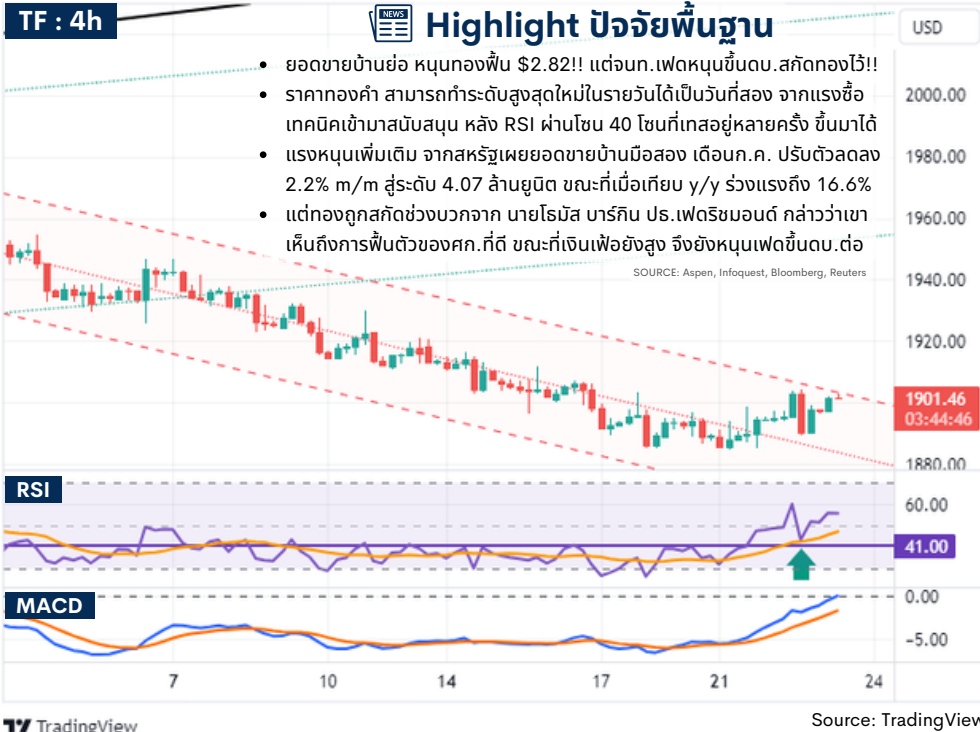 TF : 4h
NEWS
Highlight ปัจจัยพื้นฐาน
USD
• ยอดขายบ้านย่อ หนุนทองฟื้น $2.82!! แต่จนท.เฟดหนุนขึ้นดบ.สกัดทองไว้!!
• ราคาทองคำ สามารถทำระดับสูงสุดใหม่ในรายวันได้เป็นวันที่สอง จากแรงซื้อ
เทคนิคเข้ามาสนับสนุน หลัง RSI ผ่านโซน 40 โซนที่เทสอยู่หลายครั้ง ขึ้นมาได้
• แรงหนุนเพิ่มเติม จากสหรัฐเผยยอดขายบ้านมือสอง เดือนก.ค. ปรับตัวลดลง
2.2% m/m สู่ระดับ 4.07 ล้านยูนิต ขณะที่เมื่อเทียบ y/y ร่วงแรงถึง 16.6%
• แต่ทองถูกสกัดช่วงบวกจาก นายโธมัส บาร์กิน ปธ.เฟดริชมอนด์ กล่าวว่าเขา
เห็นถึงการฟื้นตัวของศก.ที่ดี ขณะที่เงินเฟ้อยังสูง จึงยังหนุนเฟดขึ้นดบ.ต่อ
SOURCE: Aspen, Infoquest, Bloomberg, Reuters
2000.00
1980.00
1960.00
1940.00
1920.00
1901.46
03:44:46
1880.00
RSI
60.00
41.00
MACD
0.00
-5.00
7 10 14 17 21 24
TradingView
Source: TradingView